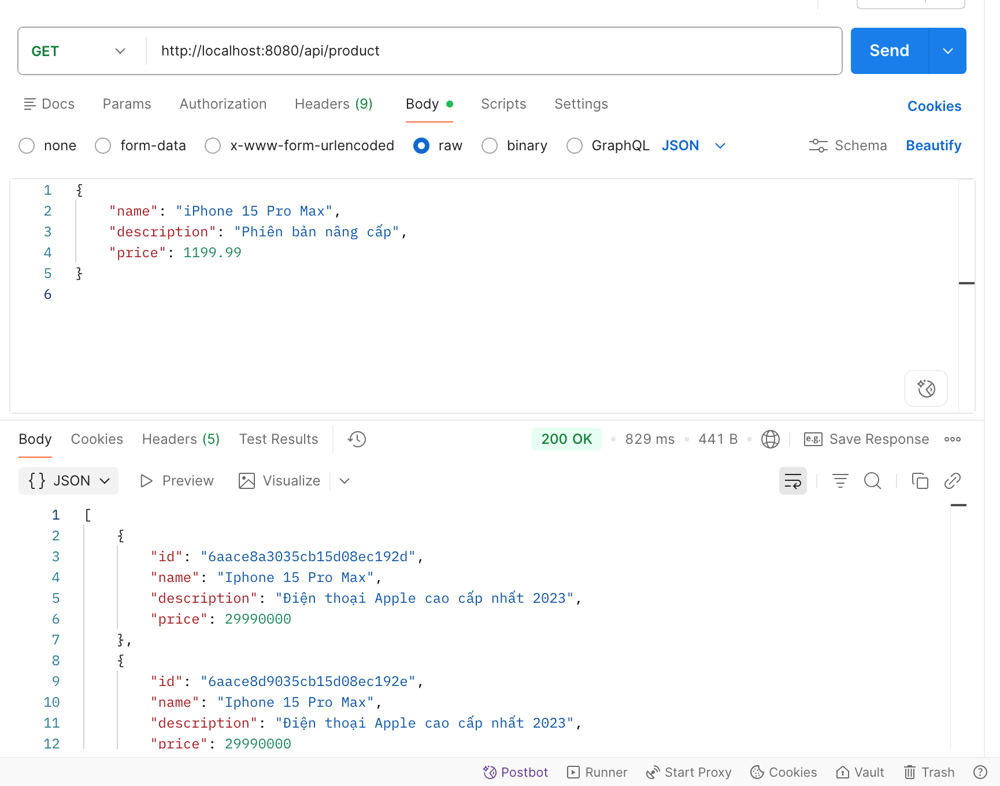 GET http://localhost:8080/api/product Send
Docs Params Authorization Headers (9) Body Scripts Settings Cookies
none form-data x-www-form-urlencoded raw binary GraphQL JSON Schema Beautify
1 {
2 "name": "iPhone 15 Pro Max",
3 "description": "Phiên bản nâng cấp",
4 "price": 1199.99
5 }
6
Body Cookies Headers (5) Test Results 200 OK • 829 ms • 441 B • e.g. Save Response
{} JSON Preview Visualize
1 [
2 {
3 "id": "6aace8a3035cb15d08ec192d",
4 "name": "Iphone 15 Pro Max",
5 "description": "Điện thoại Apple cao cấp nhất 2023",
6 "price": 29990000
7 },
8 {
9 "id": "6aace8d9035cb15d08ec192e",
10 "name": "Iphone 15 Pro Max",
11 "description": "Điện thoại Apple cao cấp nhất 2023",
12 "price": 29990000
Postbot Runner Start Proxy Cookies Vault Trash ?